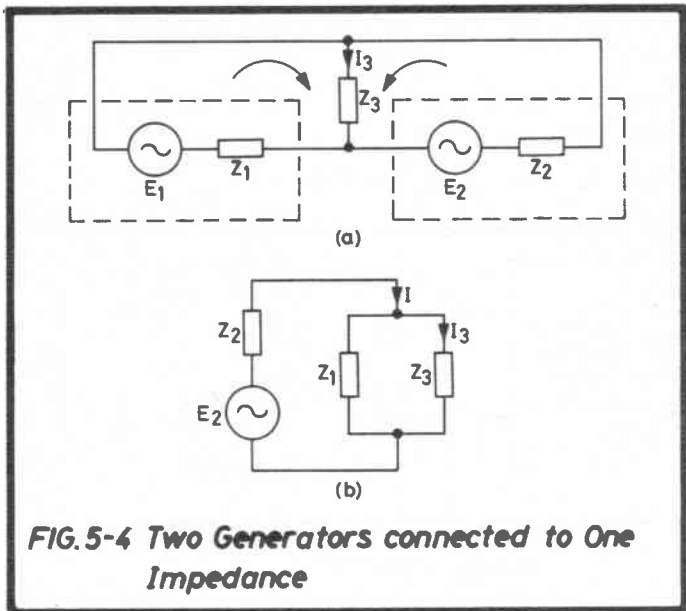 I3
Z3
E1
Z1
E2
Z2
(a)
I
Z2
I3
Z1
Z3
E2
(b)
FIG.5-4 Two Generators connected to One
Impedance